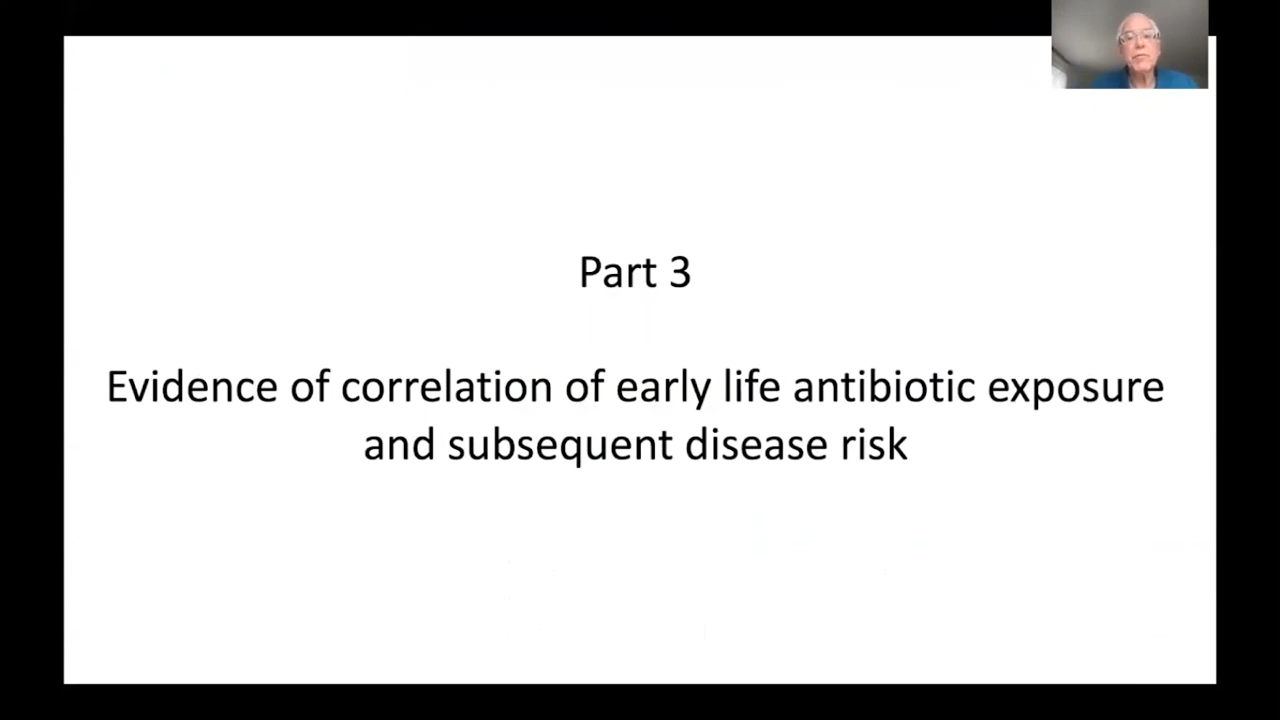 Part 3
Evidence of correlation of early life antibiotic exposure
and subsequent disease risk